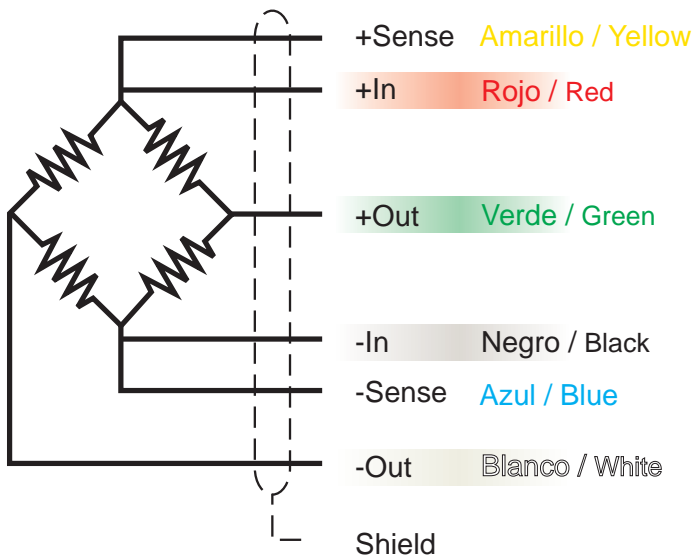 +Sense Amarillo / Yellow
+In Rojo / Red
+Out Verde / Green
-In Negro / Black
-Sense Azul / Blue
-Out Blanco / White
Shield